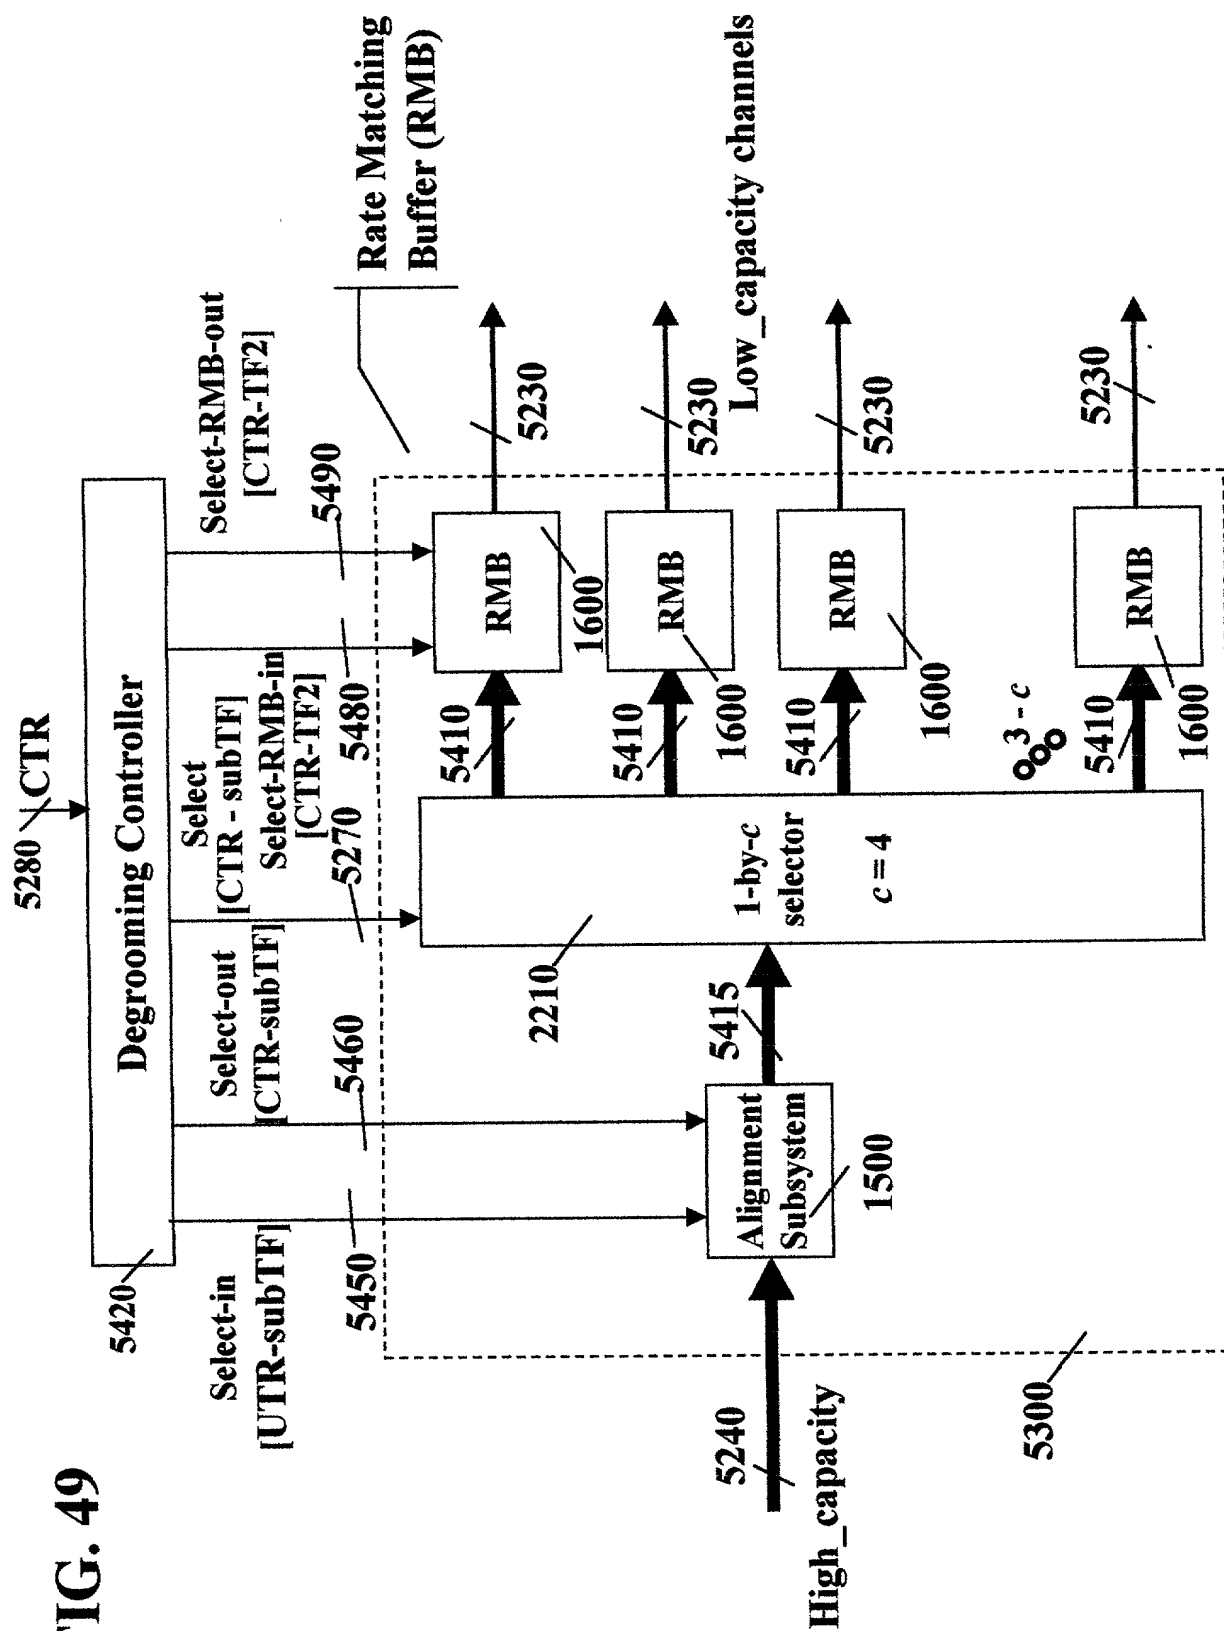 FIG. 49
5280
CTR
Degrooming Controller
5420
Select-in
[UTR-subTF]
Select-out
[CTR-subTF]
Select
[CTR - subTF]
Select-RMB-in
[CTR-TF2]
Select-RMB-out
[CTR-TF2]
5450
5460
5270
5480
5490
Rate Matching
Buffer (RMB)
5410
RMB
1600
5230
5410
RMB
1600
5230
Low_capacity channels
5410
RMB
1600
5230
3 - c
5410
RMB
1600
5230
2210
1-by-c
selector
c = 4
5415
Alignment
Subsystem
1500
5240
High_capacity
5300